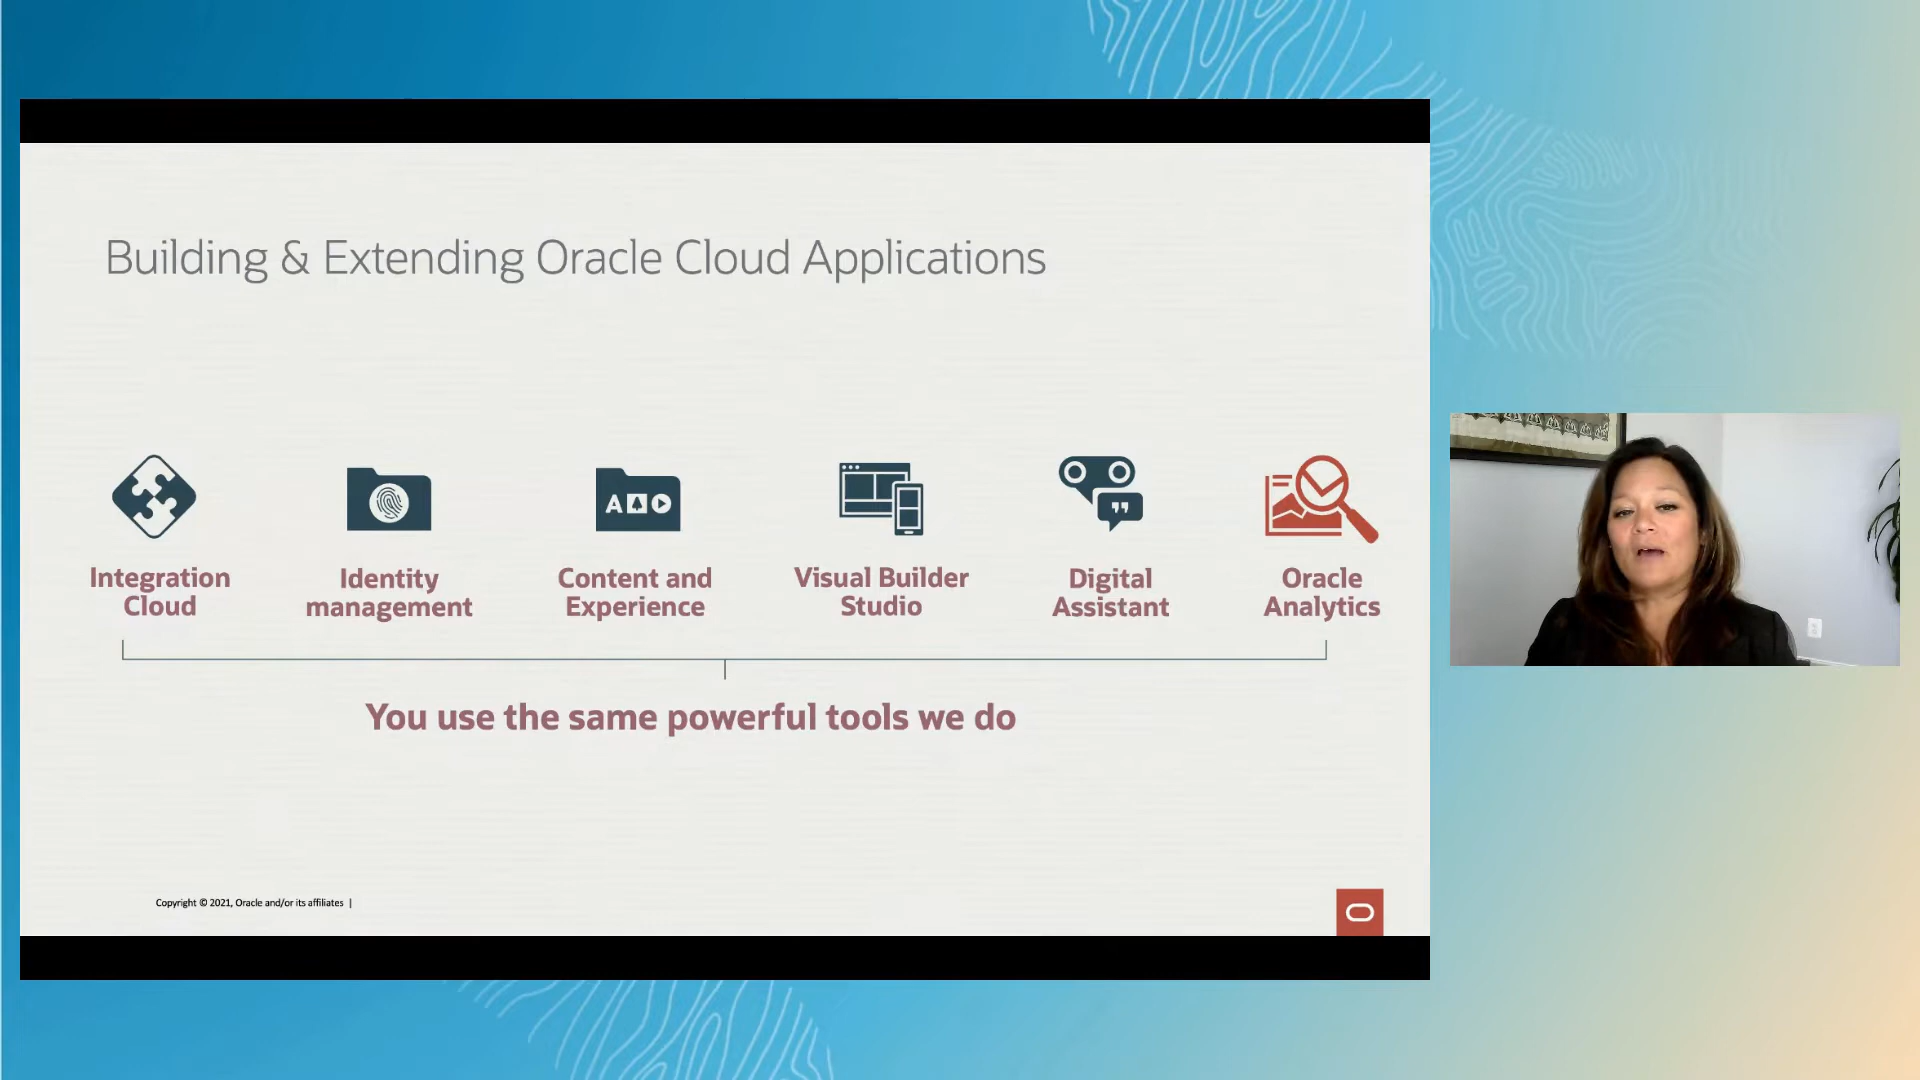 Building & Extending Oracle Cloud Applications
A
Integration
Cloud
Identity
management
Content and
Experience
Visual Builder
Studio
Digital
Assistant
Oracle
Analytics
You use the same powerful tools we do
Copyright © 2021, Oracle and/or its affiliates |